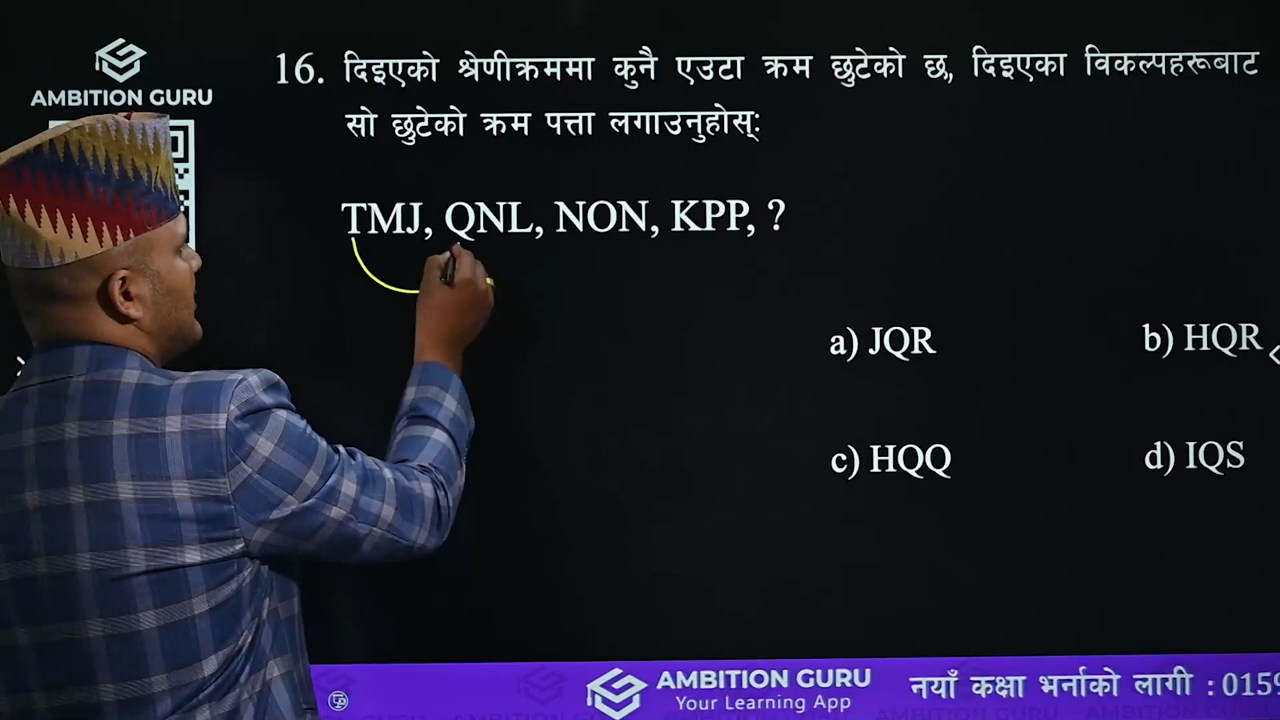 AMBITION GURU
16. दिइएको श्रेणीक्रममा कुनै एउटा क्रम छुटेको छ, दिइएका विकल्पहरूबाट
सो छुटेको क्रम पत्ता लगाउनुहोस्:
TMJ, QNL, NON, KPP, ?
a) JQR
b) HQR
c) HQQ
d) IQS
AMBITION GURU
Your Learning App
नयाँ कक्षा भर्नाको लागी : 0159